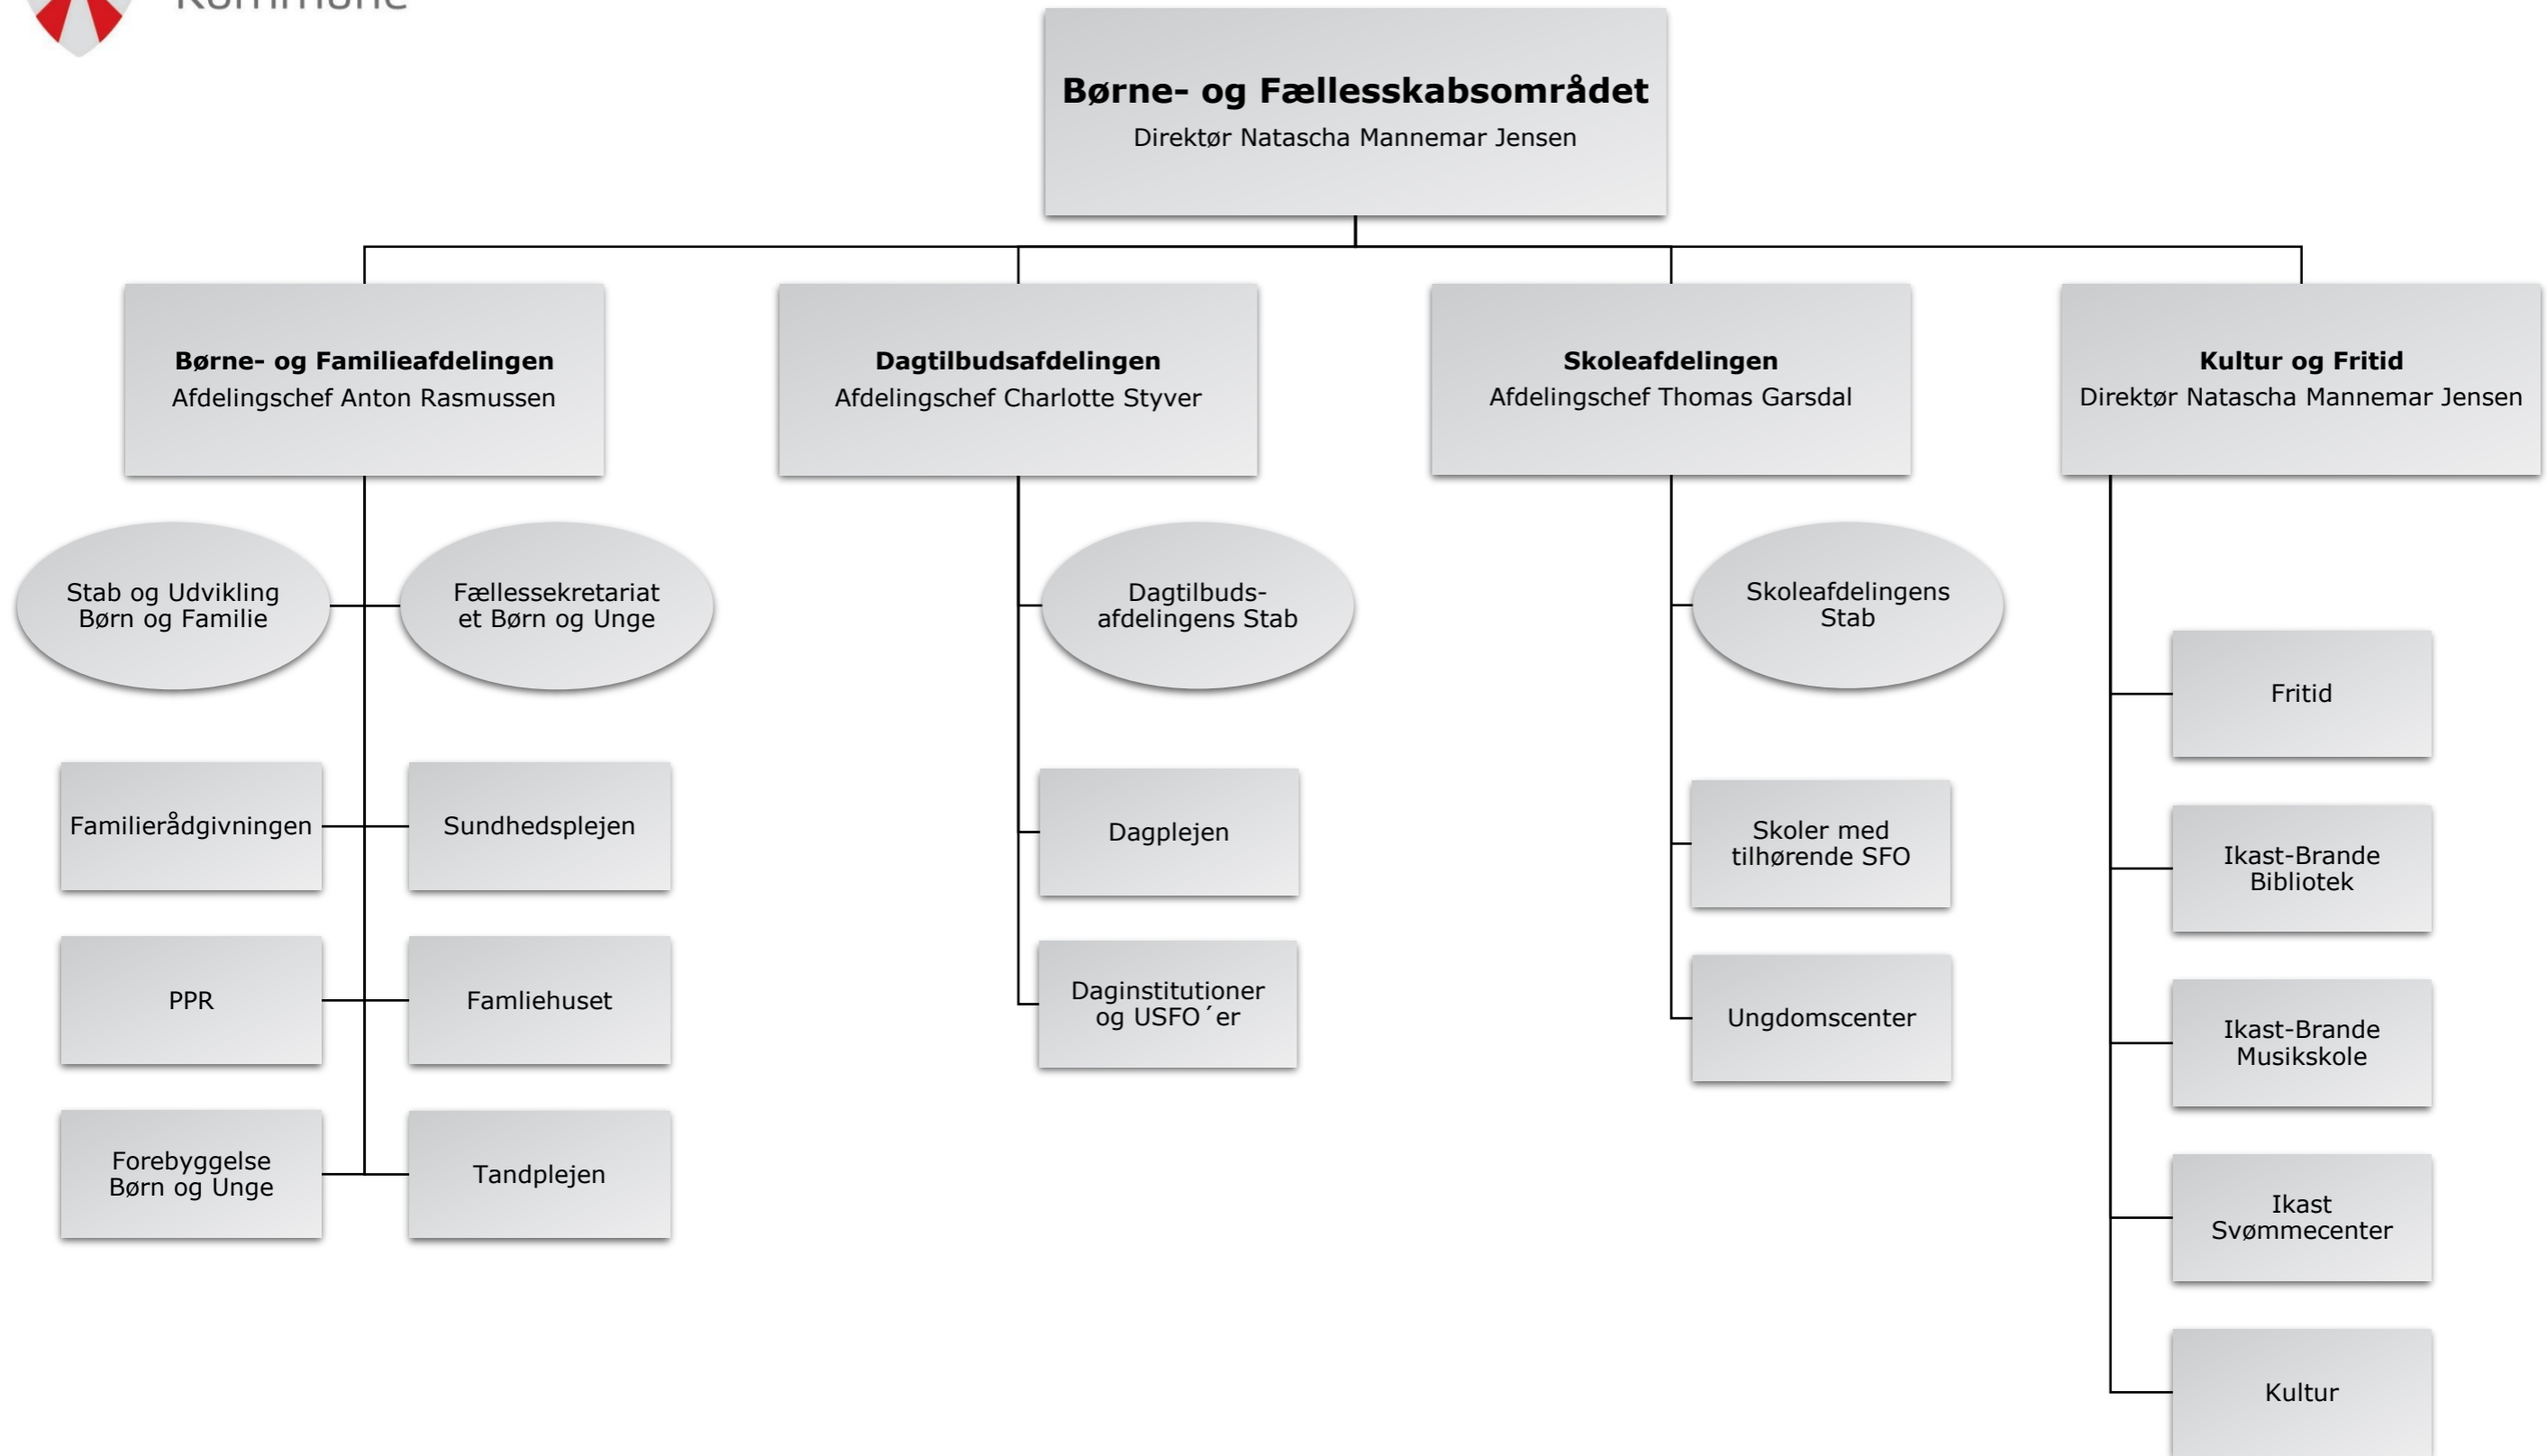 Kommune
Børne- og Fællesskabsområdet
Direktør Natascha Mannemar Jensen
Børne- og Familieafdelingen
Afdelingschef Anton Rasmussen
Dagtilbudsafdelingen
Afdelingschef Charlotte Styver
Skoleafdelingen
Afdelingschef Thomas Garsdal
Kultur og Fritid
Direktør Natascha Mannemar Jensen
Stab og Udvikling
Børn og Familie
Fællessekretariat
et Børn og Unge
Familierådgivningen
Sundhedsplejen
PPR
Famliehuset
Forebyggelse
Børn og Unge
Tandplejen
Dagtilbuds-
afdelingens Stab
Dagplejen
Daginstitutioner
og USFO´er
Skoleafdelingens
Stab
Skoler med
tilhørende SFO
Ungdomscenter
Fritid
Ikast-Brande
Bibliotek
Ikast-Brande
Musikskole
Ikast
Svømmecenter
Kultur